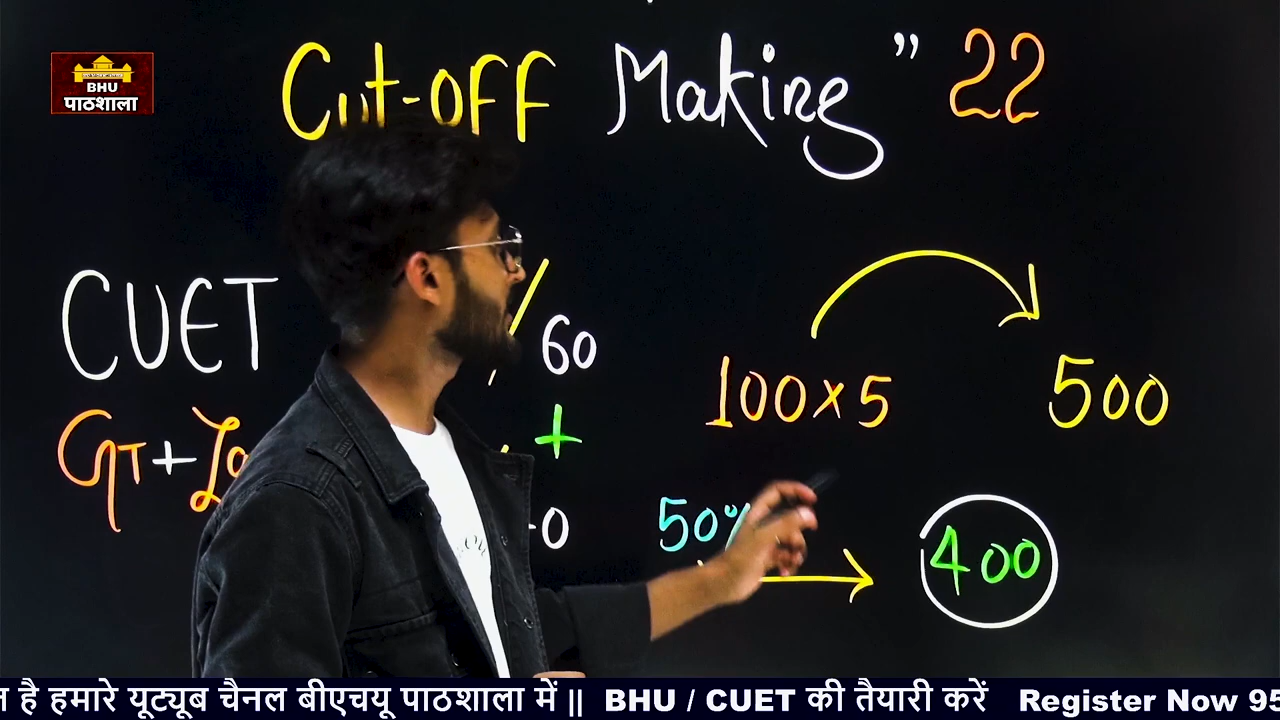 BHU
पाठशाला
Cut-off Making " 22
CUET / 60
100×5 500
GT+ +
50% 400
है हमारे यूट्यूब चैनल बीएचयू पाठशाला में || BHU / CUET की तैयारी करें Register Now 95